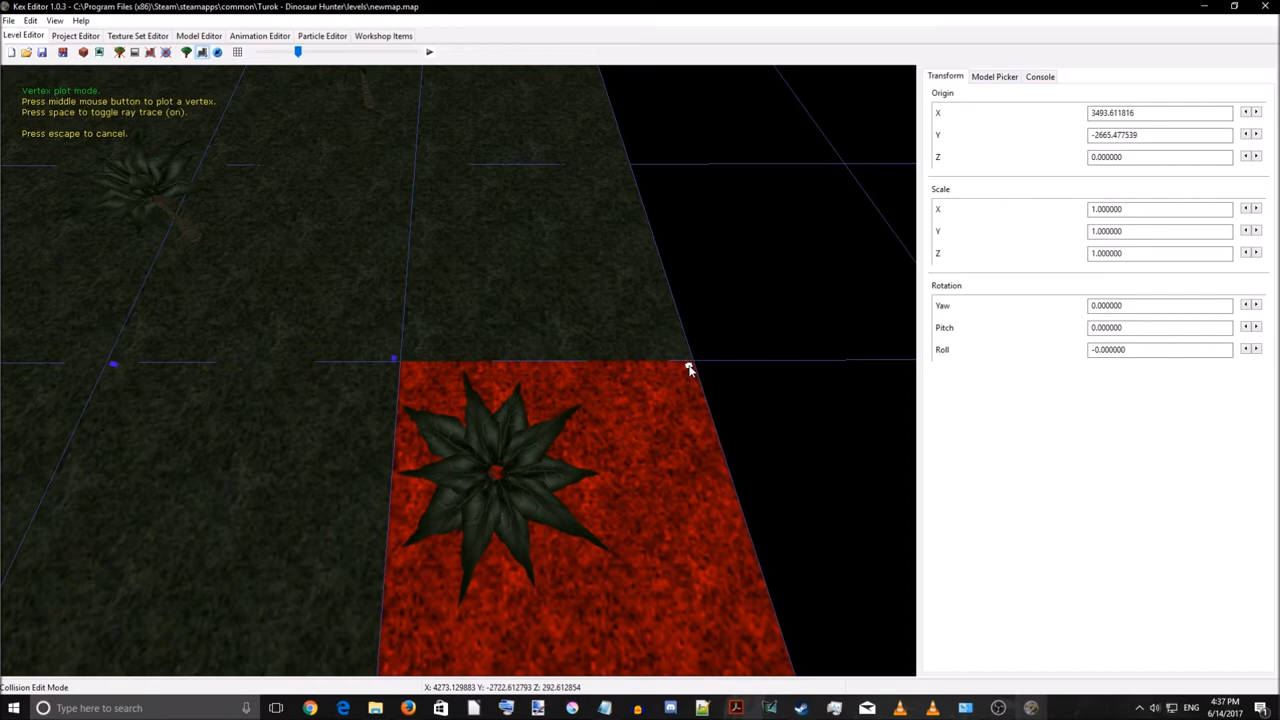 Kex Editor 1.0.3 - C:\Program Files (x86)\Steam\steamapps\common\Turok - Dinosaur Hunter\levels\newmap.map
File Edit View Help
Level Editor Project Editor Texture Set Editor Model Editor Animation Editor Particle Editor Workshop Items
Vertex plot mode.
Press middle mouse button to plot a vertex.
Press space to toggle ray trace (on).
Press escape to cancel.
Transform Model Picker Console
Origin
X 3493.611816
Y -2665.477539
Z 0.000000
Scale
X 1.000000
Y 1.000000
Z 1.000000
Rotation
Yaw 0.000000
Pitch 0.000000
Roll -0.000000
Collision Edit Mode X: 4273.129883 Y: -2722.612793 Z: 292.612854
Type here to search
ENG
4:37 PM
6/14/2017